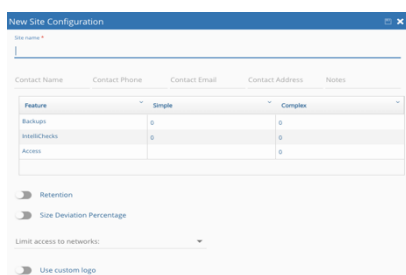 New Site Configuration
Site name *
Contact Name Contact Phone Contact Email Contact Address Notes
Feature Simple Complex
Backups 0 0
IntelliChecks 0 0
Access 0
Retention
Size Deviation Percentage
Limit access to networks:
Use custom logo